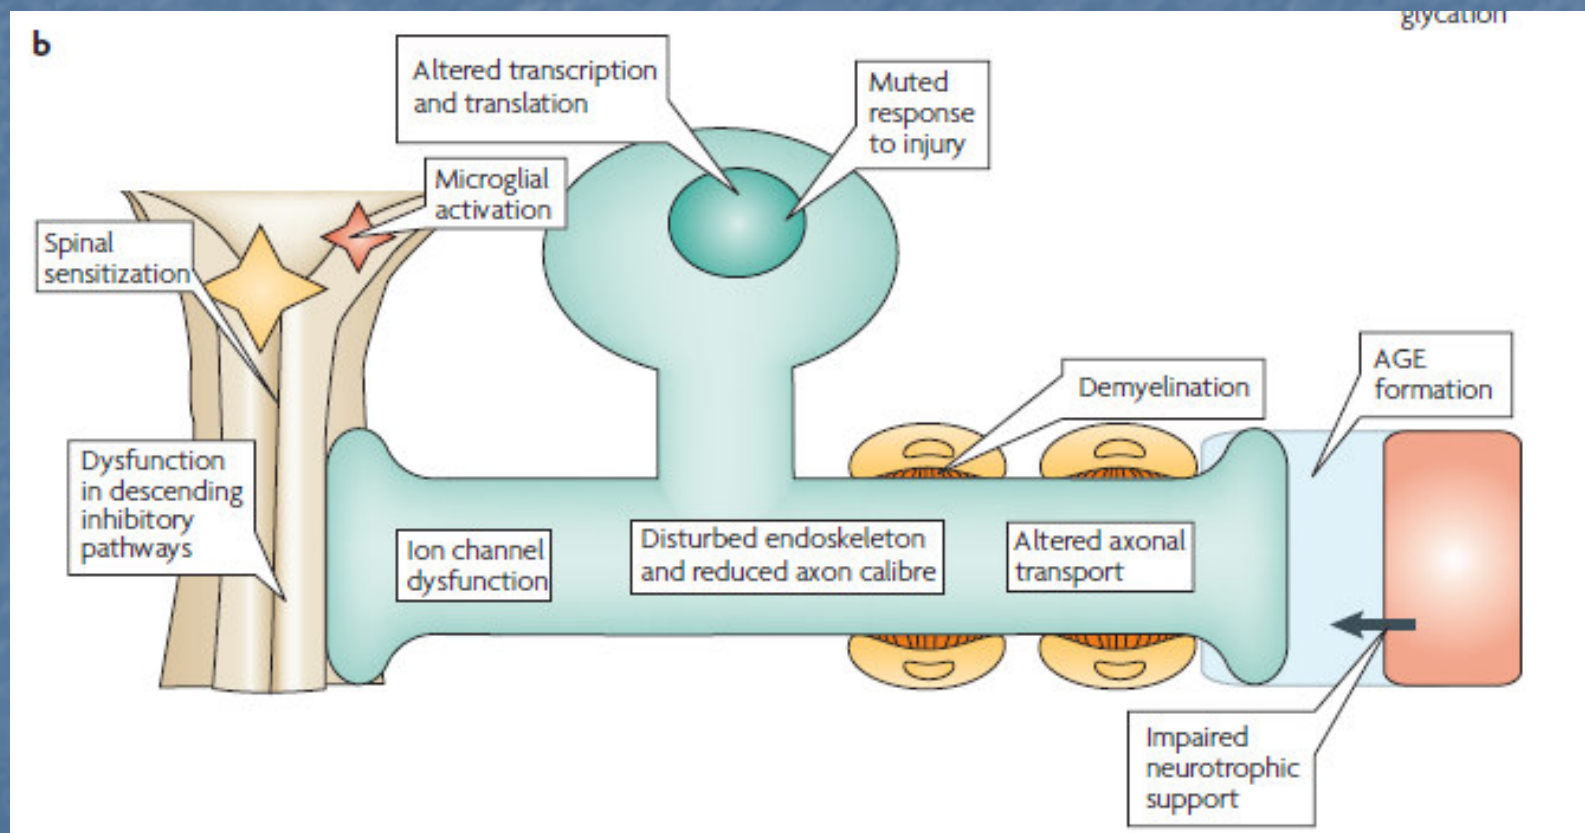 glycation
b
Altered transcription
and translation
Muted
response
to injury
Microglial
activation
Spinal
sensitization
AGE
formation
Demyelination
Dysfunction
in descending
inhibitory
pathways
Ion channel
dysfunction
Disturbed endoskeleton
and reduced axon calibre
Altered axonal
transport
Impaired
neurotrophic
support